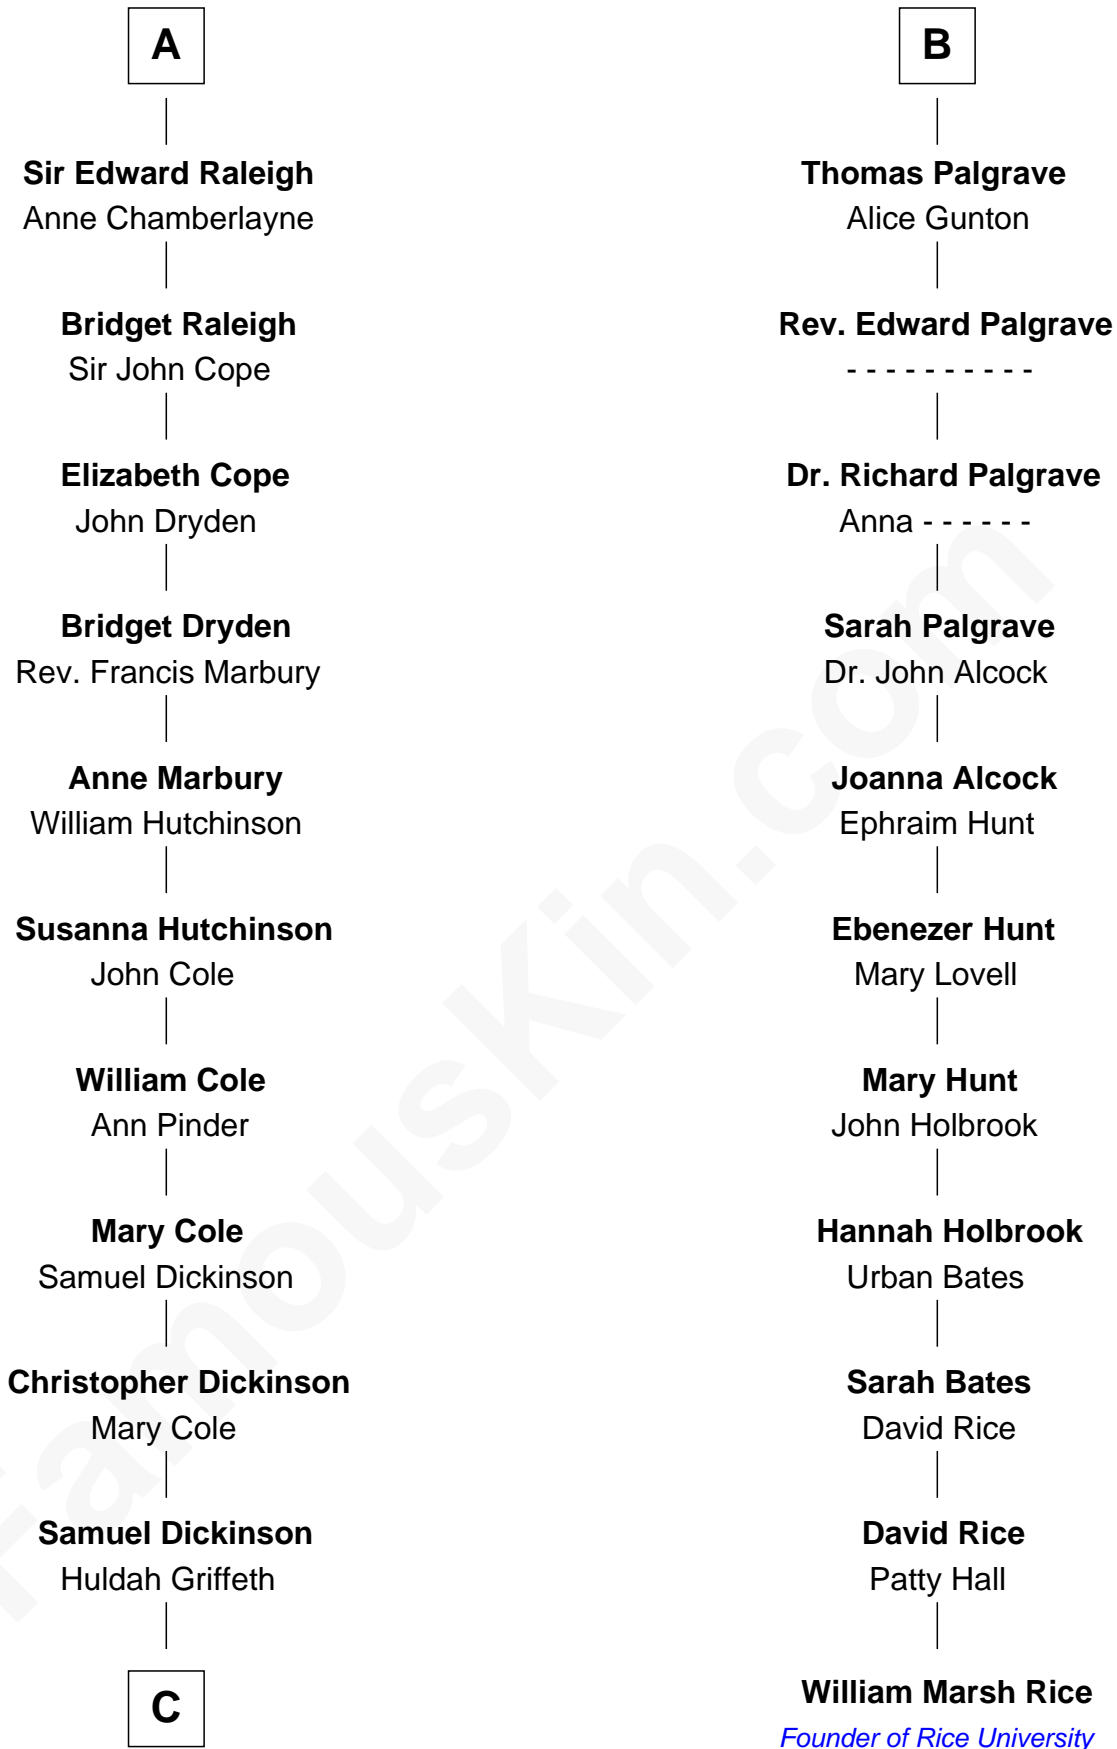 A
Sir Edward Raleigh
Anne Chamberlayne
Bridget Raleigh
Sir John Cope
Elizabeth Cope
John Dryden
Bridget Dryden
Rev. Francis Marbury
Anne Marbury
William Hutchinson
Susanna Hutchinson
John Cole
William Cole
Ann Pinder
Mary Cole
Samuel Dickinson
Christopher Dickinson
Mary Cole
Samuel Dickinson
Huldah Griffeth
C
B
Thomas Palgrave
Alice Gunton
Rev. Edward Palgrave
- - - - - - - - - -
Dr. Richard Palgrave
Anna - - - - - -
Sarah Palgrave
Dr. John Alcock
Joanna Alcock
Ephraim Hunt
Ebenezer Hunt
Mary Lovell
Mary Hunt
John Holbrook
Hannah Holbrook
Urban Bates
Sarah Bates
David Rice
David Rice
Patty Hall
William Marsh Rice
Founder of Rice University
FamousKin.com